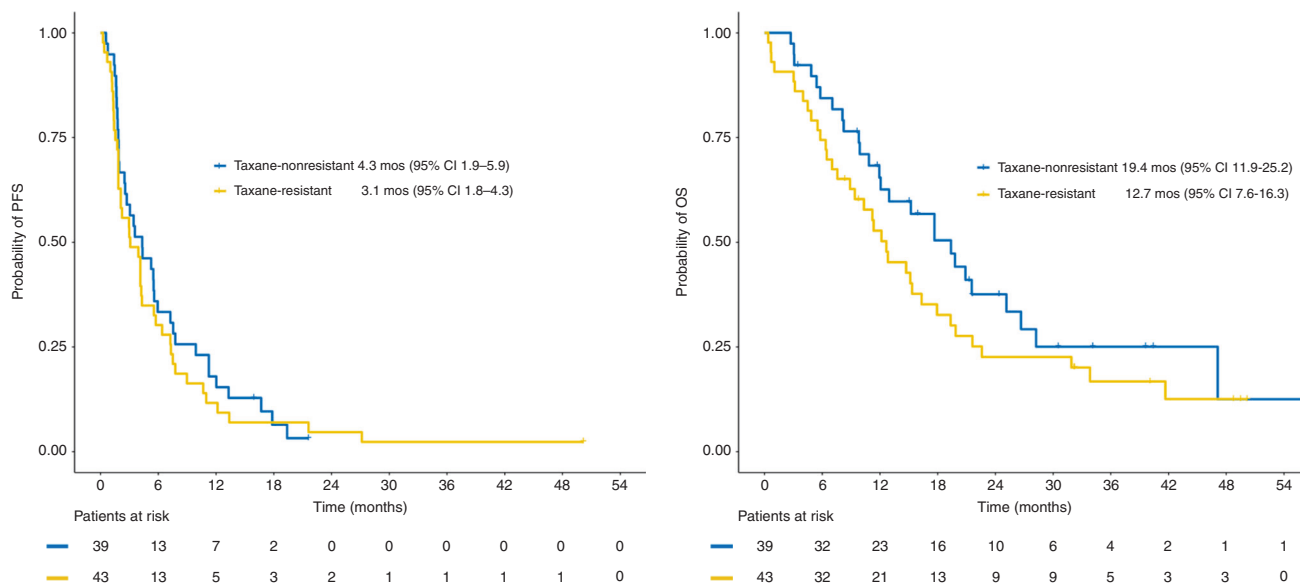 1.00
0.75
0.50
0.25
0.00
Probability of PFS
Taxane-nonresistant 4.3 mos (95% CI 1.9–5.9)
Taxane-resistant 3.1 mos (95% CI 1.8–4.3)
0 6 12 18 24 30 36 42 48 54
Time (months)
Patients at risk
39 13 7 2 0 0 0 0 0 0
43 13 5 3 2 1 1 1 1 0
1.00
0.75
0.50
0.25
0.00
Probability of OS
Taxane-nonresistant 19.4 mos (95% CI 11.9-25.2)
Taxane-resistant 12.7 mos (95% CI 7.6-16.3)
0 6 12 18 24 30 36 42 48 54
Time (months)
Patients at risk
39 32 23 16 10 6 4 2 1 1
43 32 21 13 9 9 5 3 3 0